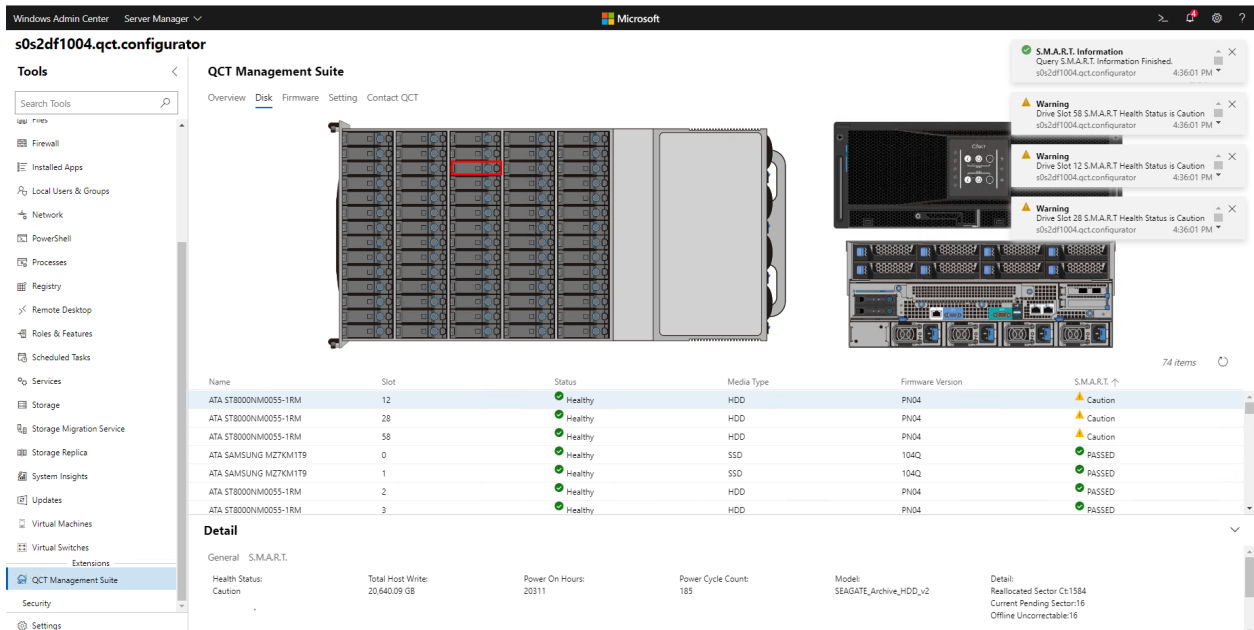 Windows Admin Center Server Manager Microsoft
s0s2df1004.qct.configurator
Tools
Search Tools
Files
Firewall
Installed Apps
Local Users & Groups
Network
PowerShell
Processes
Registry
Remote Desktop
Roles & Features
Scheduled Tasks
Services
Storage
Storage Migration Service
Storage Replica
System Insights
Updates
Virtual Machines
Virtual Switches
Extensions
QCT Management Suite
Security
Settings
QCT Management Suite
Overview Disk Firmware Setting Contact QCT
4
?
S.M.A.R.T. Information
Query S.M.A.R.T. Information Finished.
s0s2df1004.qct.configurator 4:36:01 PM
Warning
Drive Slot 58 S.M.A.R.T Health Status is Caution
s0s2df1004.qct.configurator 4:36:01 PM
Warning
Drive Slot 12 S.M.A.R.T Health Status is Caution
s0s2df1004.qct.configurator 4:36:01 PM
Warning
Drive Slot 28 S.M.A.R.T Health Status is Caution
s0s2df1004.qct.configurator 4:36:01 PM
74 items
Name Slot Status Media Type Firmware Version S.M.A.R.T.
ATA ST8000NM0055-1RM 12 Healthy HDD PN04 Caution
ATA ST8000NM0055-1RM 28 Healthy HDD PN04 Caution
ATA ST8000NM0055-1RM 58 Healthy HDD PN04 Caution
ATA SAMSUNG MZ7KM1T9 0 Healthy SSD 104Q PASSED
ATA SAMSUNG MZ7KM1T9 1 Healthy SSD 104Q PASSED
ATA ST8000NM0055-1RM 2 Healthy HDD PN04 PASSED
ATA ST8000NM0055-1RM 3 Healthy HDD PN04 PASSED
Detail
General S.M.A.R.T.
Health Status: Total Host Write: Power On Hours: Power Cycle Count: Model: Detail:
Caution 20,640.09 GB 20311 185 SEAGATE_Archive_HDD_v2 Reallocated Sector Ct:1584
Current Pending Sector:16
Offline Uncorrectable:16